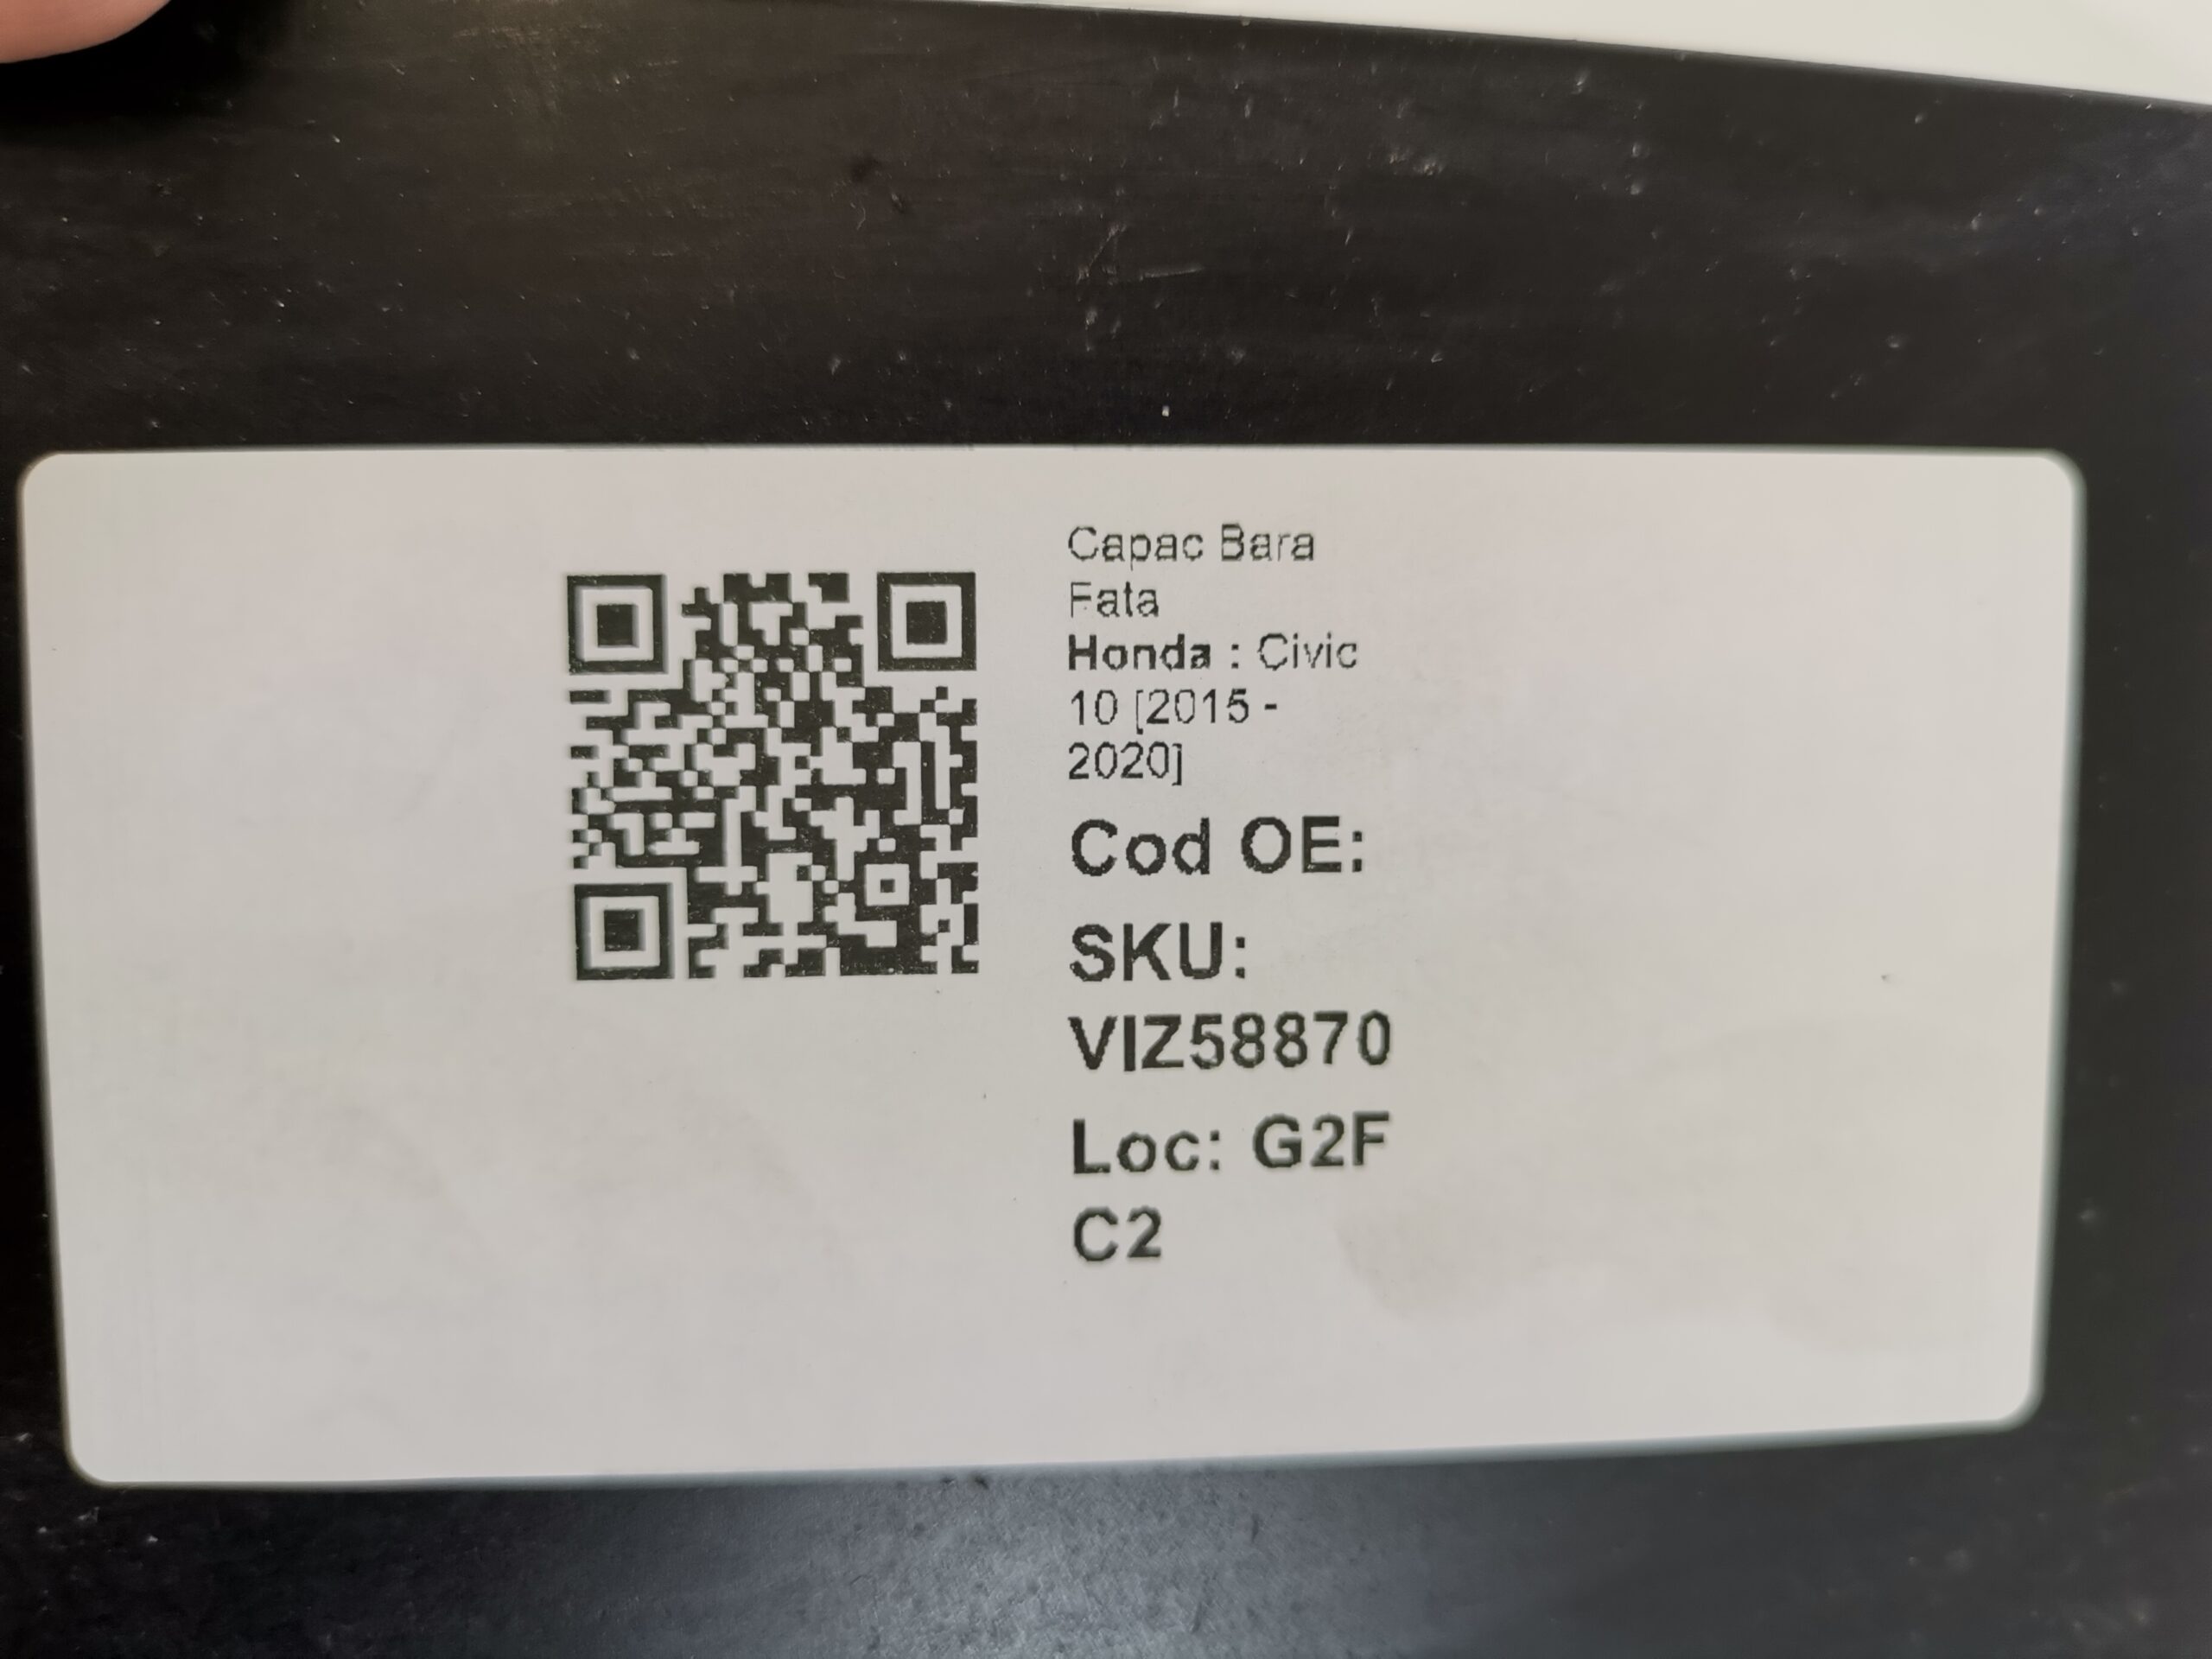 Capac Bara
Fata
Honda : Civic
10 [2015 -
2020]
Cod OE:
SKU:
VIZ58870
Loc: G2F
C2